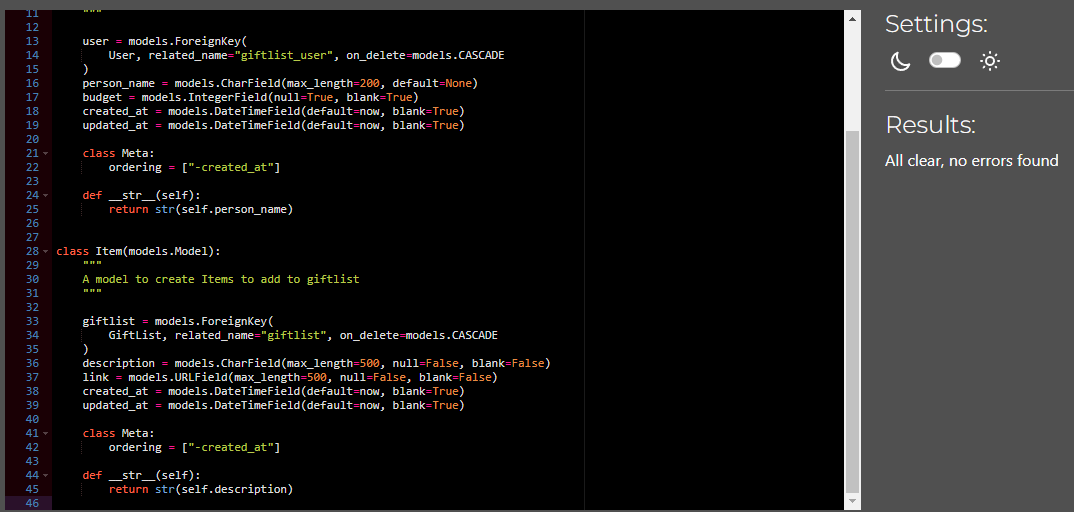 11 """
12
13 user = models.ForeignKey(
14 User, related_name="giftlist_user", on_delete=models.CASCADE
15 )
16 person_name = models.CharField(max_length=200, default=None)
17 budget = models.IntegerField(null=True, blank=True)
18 created_at = models.DateTimeField(default=now, blank=True)
19 updated_at = models.DateTimeField(default=now, blank=True)
20
21 class Meta:
22 ordering = ["-created_at"]
23
24 def __str__(self):
25 return str(self.person_name)
26
27
28 class Item(models.Model):
29 """
30 A model to create Items to add to giftlist
31 """
32
33 giftlist = models.ForeignKey(
34 GiftList, related_name="giftlist", on_delete=models.CASCADE
35 )
36 description = models.CharField(max_length=500, null=False, blank=False)
37 link = models.URLField(max_length=500, null=False, blank=False)
38 created_at = models.DateTimeField(default=now, blank=True)
39 updated_at = models.DateTimeField(default=now, blank=True)
40
41 class Meta:
42 ordering = ["-created_at"]
43
44 def __str__(self):
45 return str(self.description)
46
Settings:
Results:
All clear, no errors found